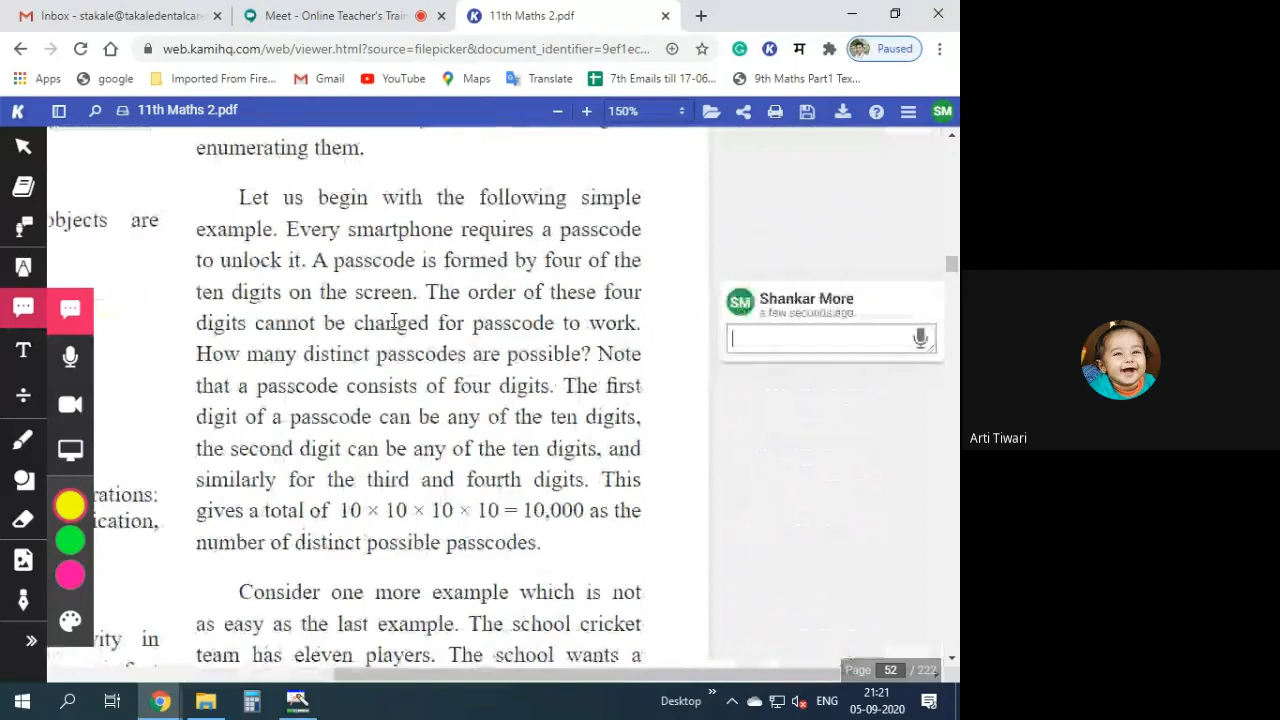 Inbox - stakale@takaledentalcar
Meet - Online Teacher's Train
11th Maths 2.pdf
web.kamihq.com/web/viewer.html?source=filepicker&document_identifier=9ef1ec...
Paused
Apps
google
Imported From Fire...
Gmail
YouTube
Maps
Translate
7th Emails till 17-06...
9th Maths Part1 Tex...
11th Maths 2.pdf
150%
SM
enumerating them.
Let us begin with the following simple
example. Every smartphone requires a passcode
to unlock it. A passcode is formed by four of the
ten digits on the screen. The order of these four
digits cannot be changed for passcode to work.
How many distinct passcodes are possible? Note
that a passcode consists of four digits. The first
digit of a passcode can be any of the ten digits,
the second digit can be any of the ten digits, and
similarly for the third and fourth digits. This
gives a total of 10 × 10 × 10 × 10 = 10,000 as the
number of distinct possible passcodes.
Consider one more example which is not
as easy as the last example. The school cricket
team has eleven players. The school wants a
objects are
rations:
ication,
vity in
SM
Shankar More
a few seconds ago
Page 52 / 222
Arti Tiwari
Desktop
ENG
21:21
05-09-2020